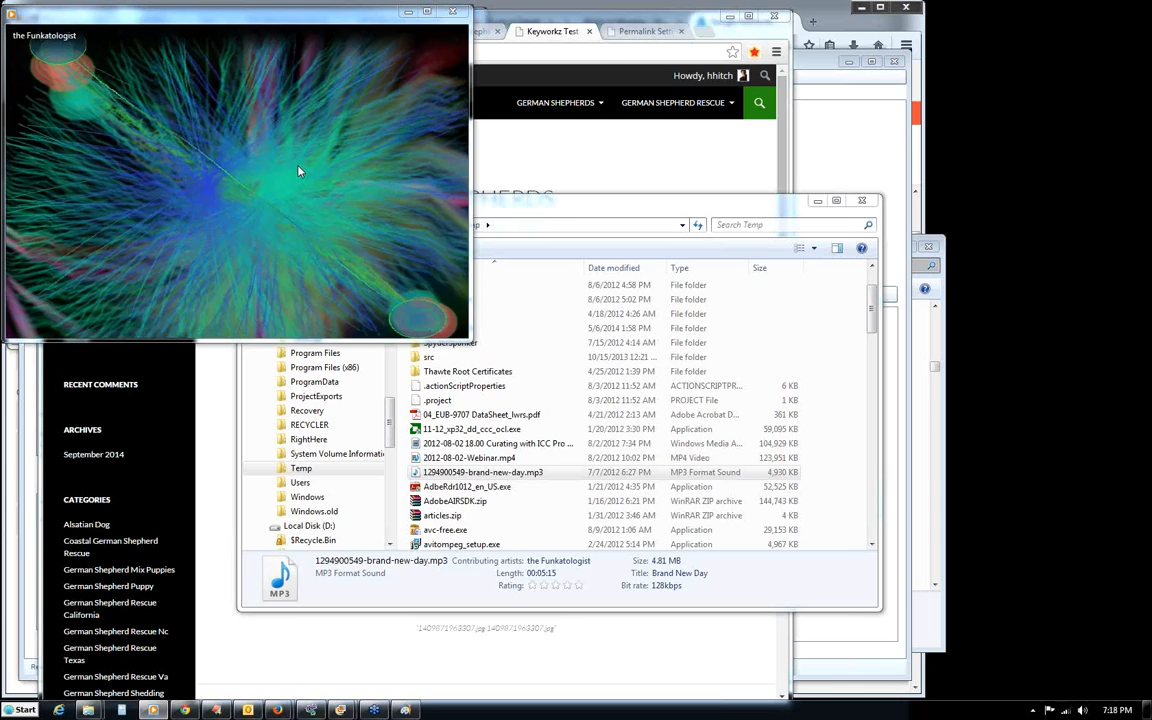 the Funkatologist
Keyworkz Test
Permalink Sett
Howdy, hhitch
GERMAN SHEPHERDS
GERMAN SHEPHERD RESCUE
Search Temp
Date modified Type Size
8/6/2012 4:58 PM File folder
8/6/2012 5:02 PM File folder
4/18/2012 4:26 AM File folder
5/6/2014 1:58 PM File folder
7/15/2012 4:14 AM File folder
src 10/15/2013 12:21 ... File folder
Thawte Root Certificates 4/25/2012 1:39 PM File folder
.actionScriptProperties 8/3/2012 11:52 AM ACTIONSCRIPTPR... 6 KB
.project 8/3/2012 11:52 AM PROJECT File 1 KB
04_EUB-9707 DataSheet_lwrs.pdf 4/21/2012 2:13 AM Adobe Acrobat D... 361 KB
11-12_xp32_dd_ccc_ocl.exe 1/20/2012 3:30 PM Application 59,095 KB
2012-08-02 18.00 Curating with ICC Pro ... 8/2/2012 7:34 PM Windows Media A... 104,929 KB
2012-08-02-Webinar.mp4 8/2/2012 10:02 PM MP4 Video 123,951 KB
1294900549-brand-new-day.mp3 7/7/2012 6:27 PM MP3 Format Sound 4,930 KB
AdbeRdr1012_en_US.exe 1/21/2012 4:35 PM Application 52,525 KB
AdobeAIRSDK.zip 1/16/2012 6:21 PM WinRAR ZIP archive 144,743 KB
articles.zip 1/31/2012 3:46 AM WinRAR ZIP archive 4 KB
avc-free.exe 8/9/2012 1:06 AM Application 29,153 KB
avitompeg_setup.exe 2/24/2012 5:14 PM Application 4,967 KB
Program Files
Program Files (x86)
ProgramData
ProjectExports
Recovery
RECYCLER
RightHere
System Volume Informati
Temp
Users
Windows
Windows.old
Local Disk (D:)
$Recycle.Bin
1294900549-brand-new-day.mp3 Contributing artists: the Funkatologist Size: 4.81 MB
MP3 Format Sound Length: 00:05:15 Title: Brand New Day
Rating: Bit rate: 128kbps
MP3
"1409871963307.jpg 1409871963307.jpg"
RECENT COMMENTS
ARCHIVES
September 2014
CATEGORIES
Alsatian Dog
Coastal German Shepherd
Rescue
German Shepherd Mix Puppies
German Shepherd Puppy
German Shepherd Rescue
California
German Shepherd Rescue Nc
German Shepherd Rescue
Texas
German Shepherd Rescue Va
German Shepherd Shedding
Start
7:18 PM